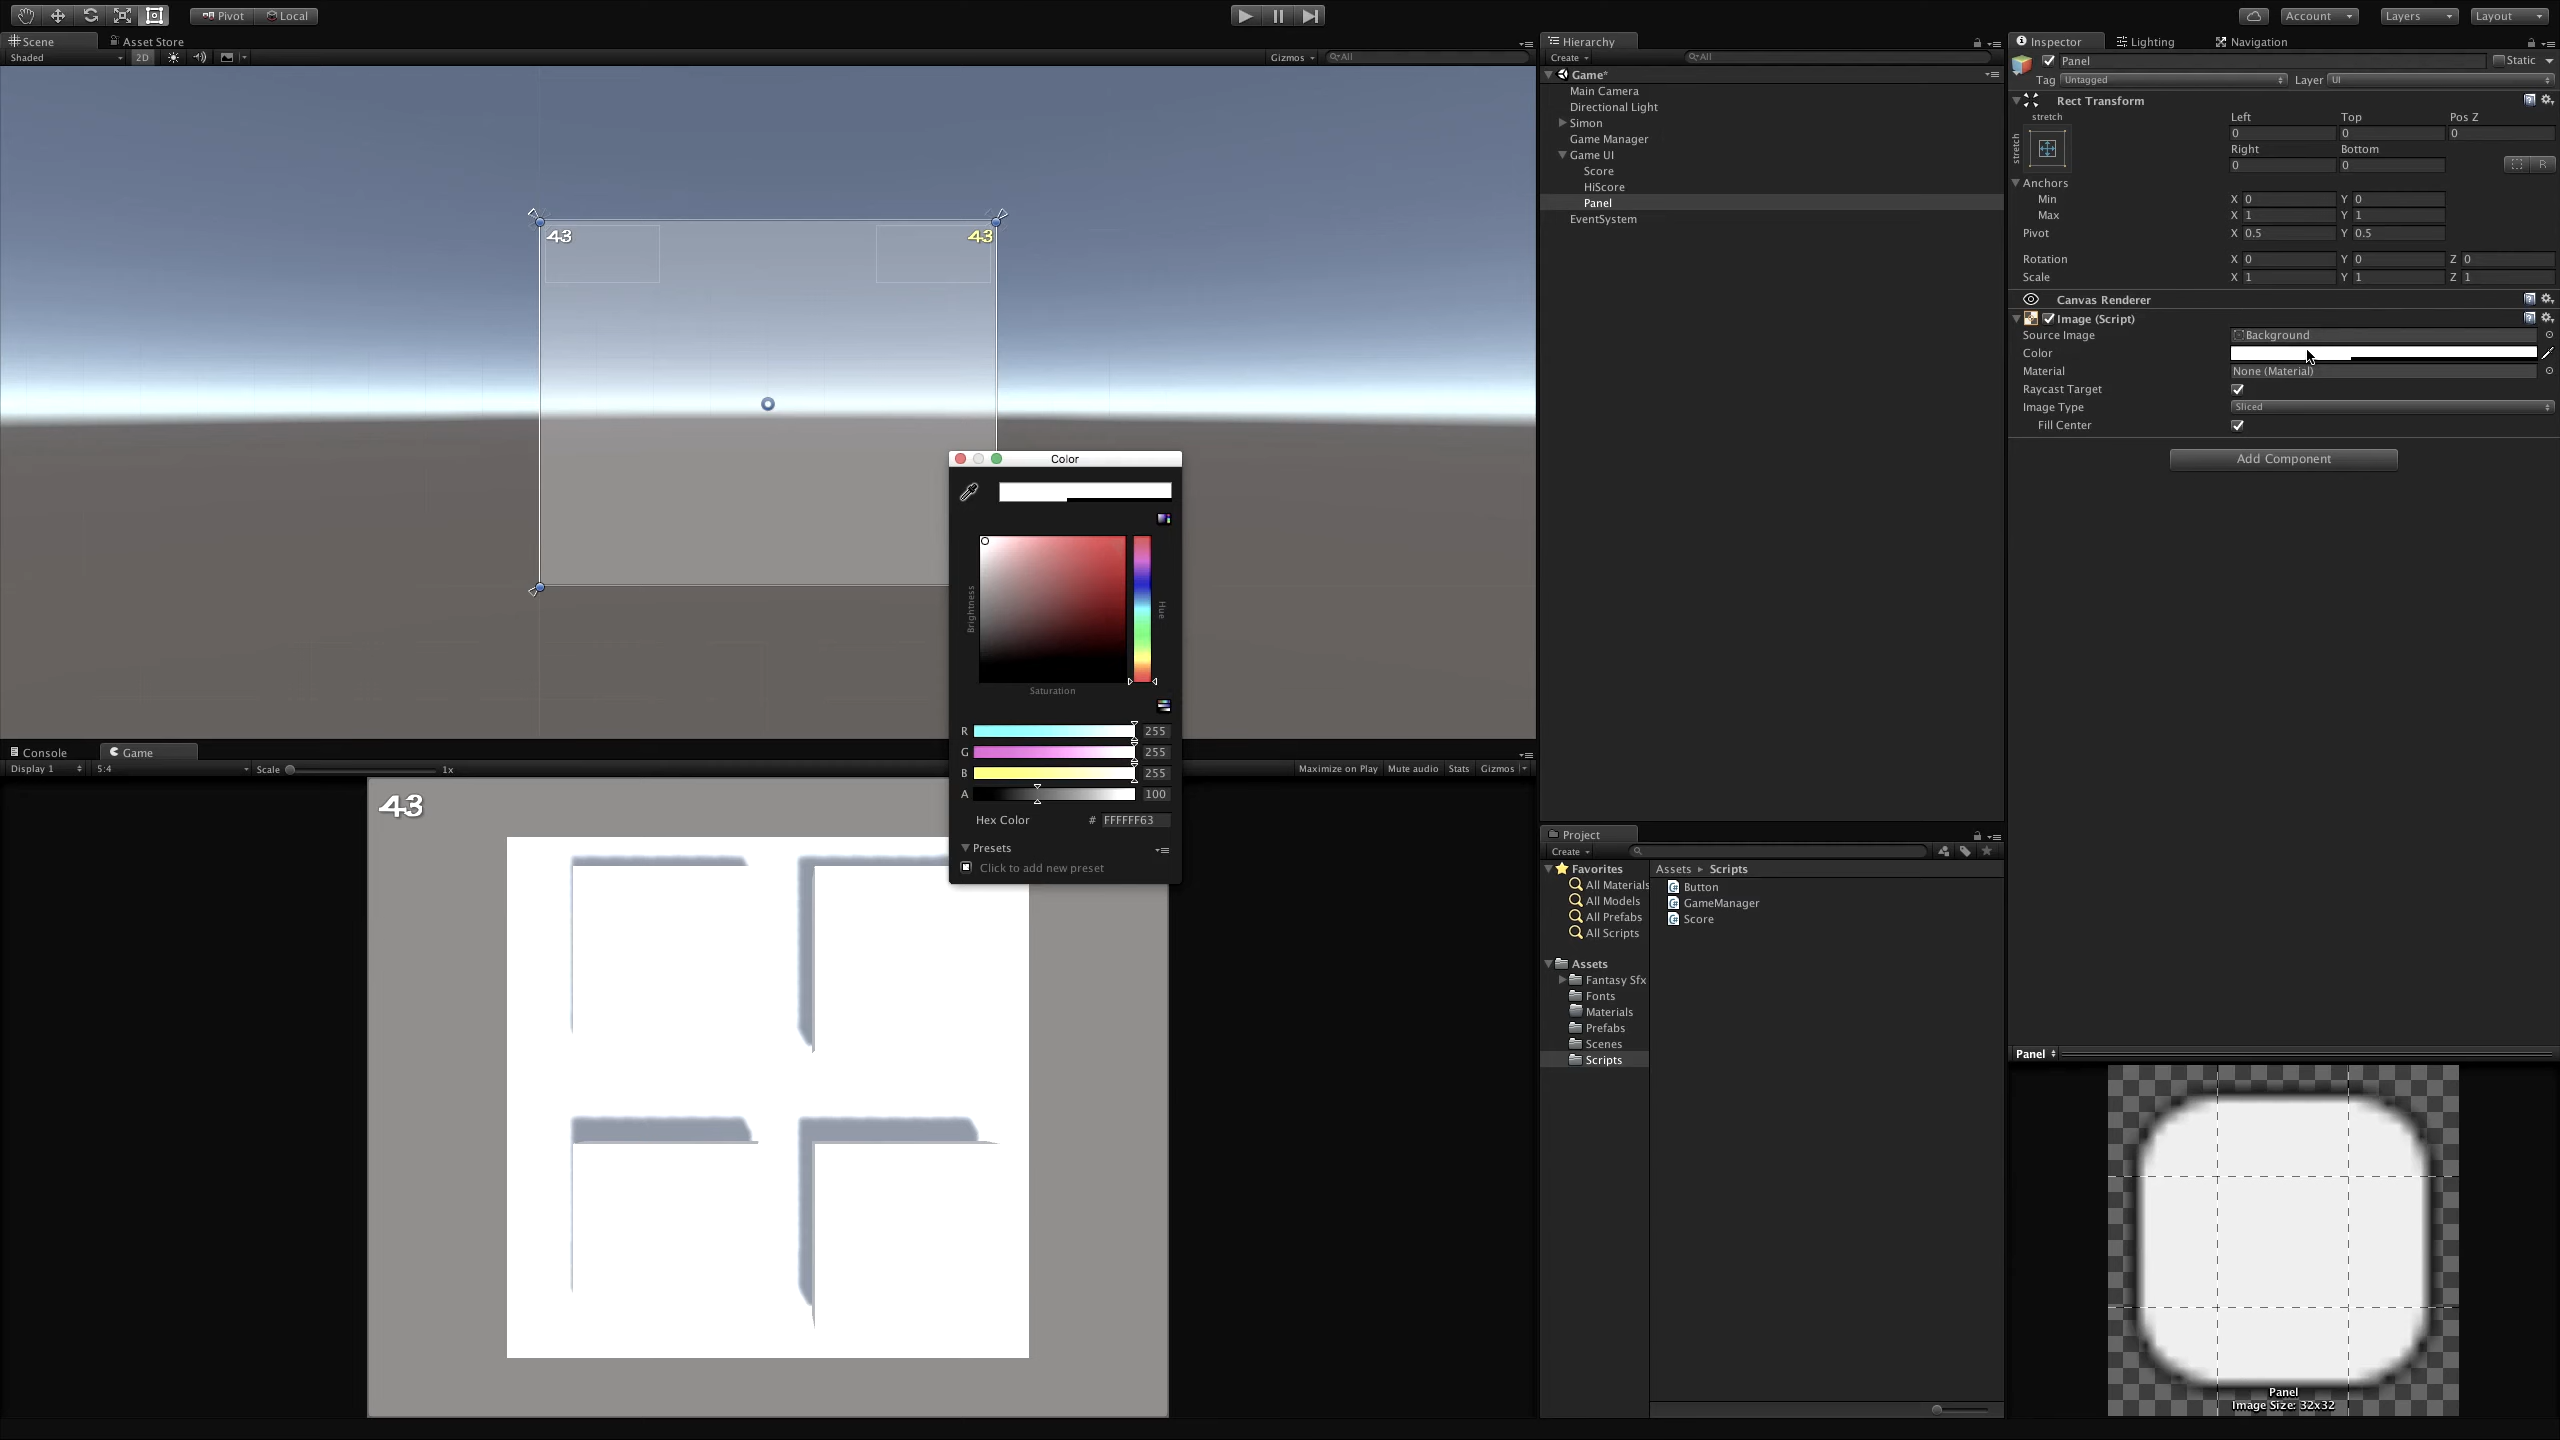 Pivot Local Account Layers Layout
Scene Asset Store
Shaded 2D Gizmos All
43 43
Color
Brightness
Hue
Saturation
R 255
G 255
B 255
A 100
Hex Color # FFFFFF63
Presets
Click to add new preset
Console Game
Display 1 5:4 Scale 1x Maximize on Play Mute audio Stats Gizmos
43
Hierarchy
Create All
Game*
Main Camera
Directional Light
Simon
Game Manager
Game UI
Score
HiScore
Panel
EventSystem
Project
Create
Favorites
All Materials
All Models
All Prefabs
All Scripts
Assets
Fantasy Sfx
Fonts
Materials
Prefabs
Scenes
Scripts
Assets Scripts
Button
GameManager
Score
Inspector Lighting Navigation
Panel Static
Tag Untagged Layer UI
Rect Transform
stretch
stretch
Left Top Pos Z
0 0 0
Right Bottom
0 0 R
Anchors
Min X 0 Y 0
Max X 1 Y 1
Pivot X 0.5 Y 0.5
Rotation X 0 Y 0 Z 0
Scale X 1 Y 1 Z 1
Canvas Renderer
Image (Script)
Source Image Background
Color
Material None (Material)
Raycast Target
Image Type Sliced
Fill Center
Add Component
Panel
Panel
Image Size: 32x32